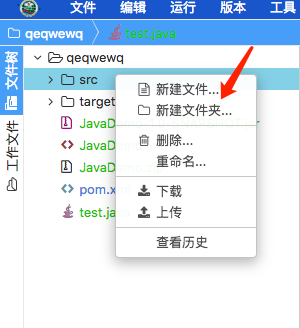 文件 编辑 运行 版本 工具
qeqwewq test.java
文件树
工作文件
qeqwewq
src
target
JavaD
JavaD
JavaD
pom.x
test.ja
新建文件...
新建文件夹...
删除...
重命名...
下载
上传
查看历史